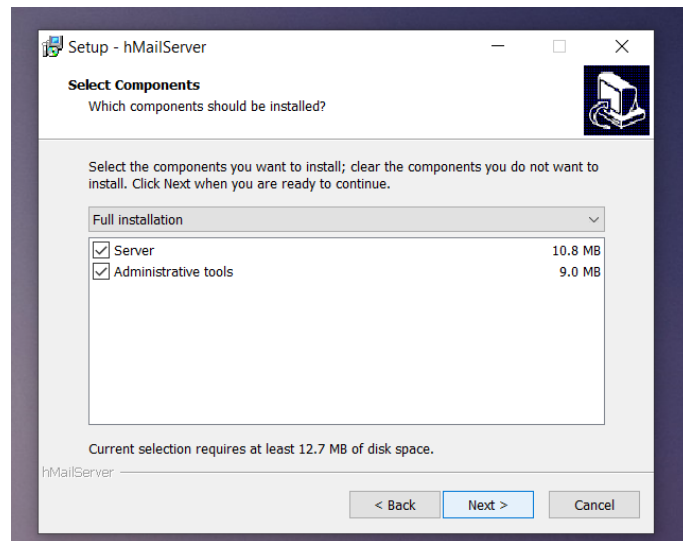 Setup - hMailServer
Select Components
Which components should be installed?
Select the components you want to install; clear the components you do not want to
install. Click Next when you are ready to continue.
Full installation
Server 10.8 MB
Administrative tools 9.0 MB
Current selection requires at least 12.7 MB of disk space.
hMailServer
< Back Next > Cancel